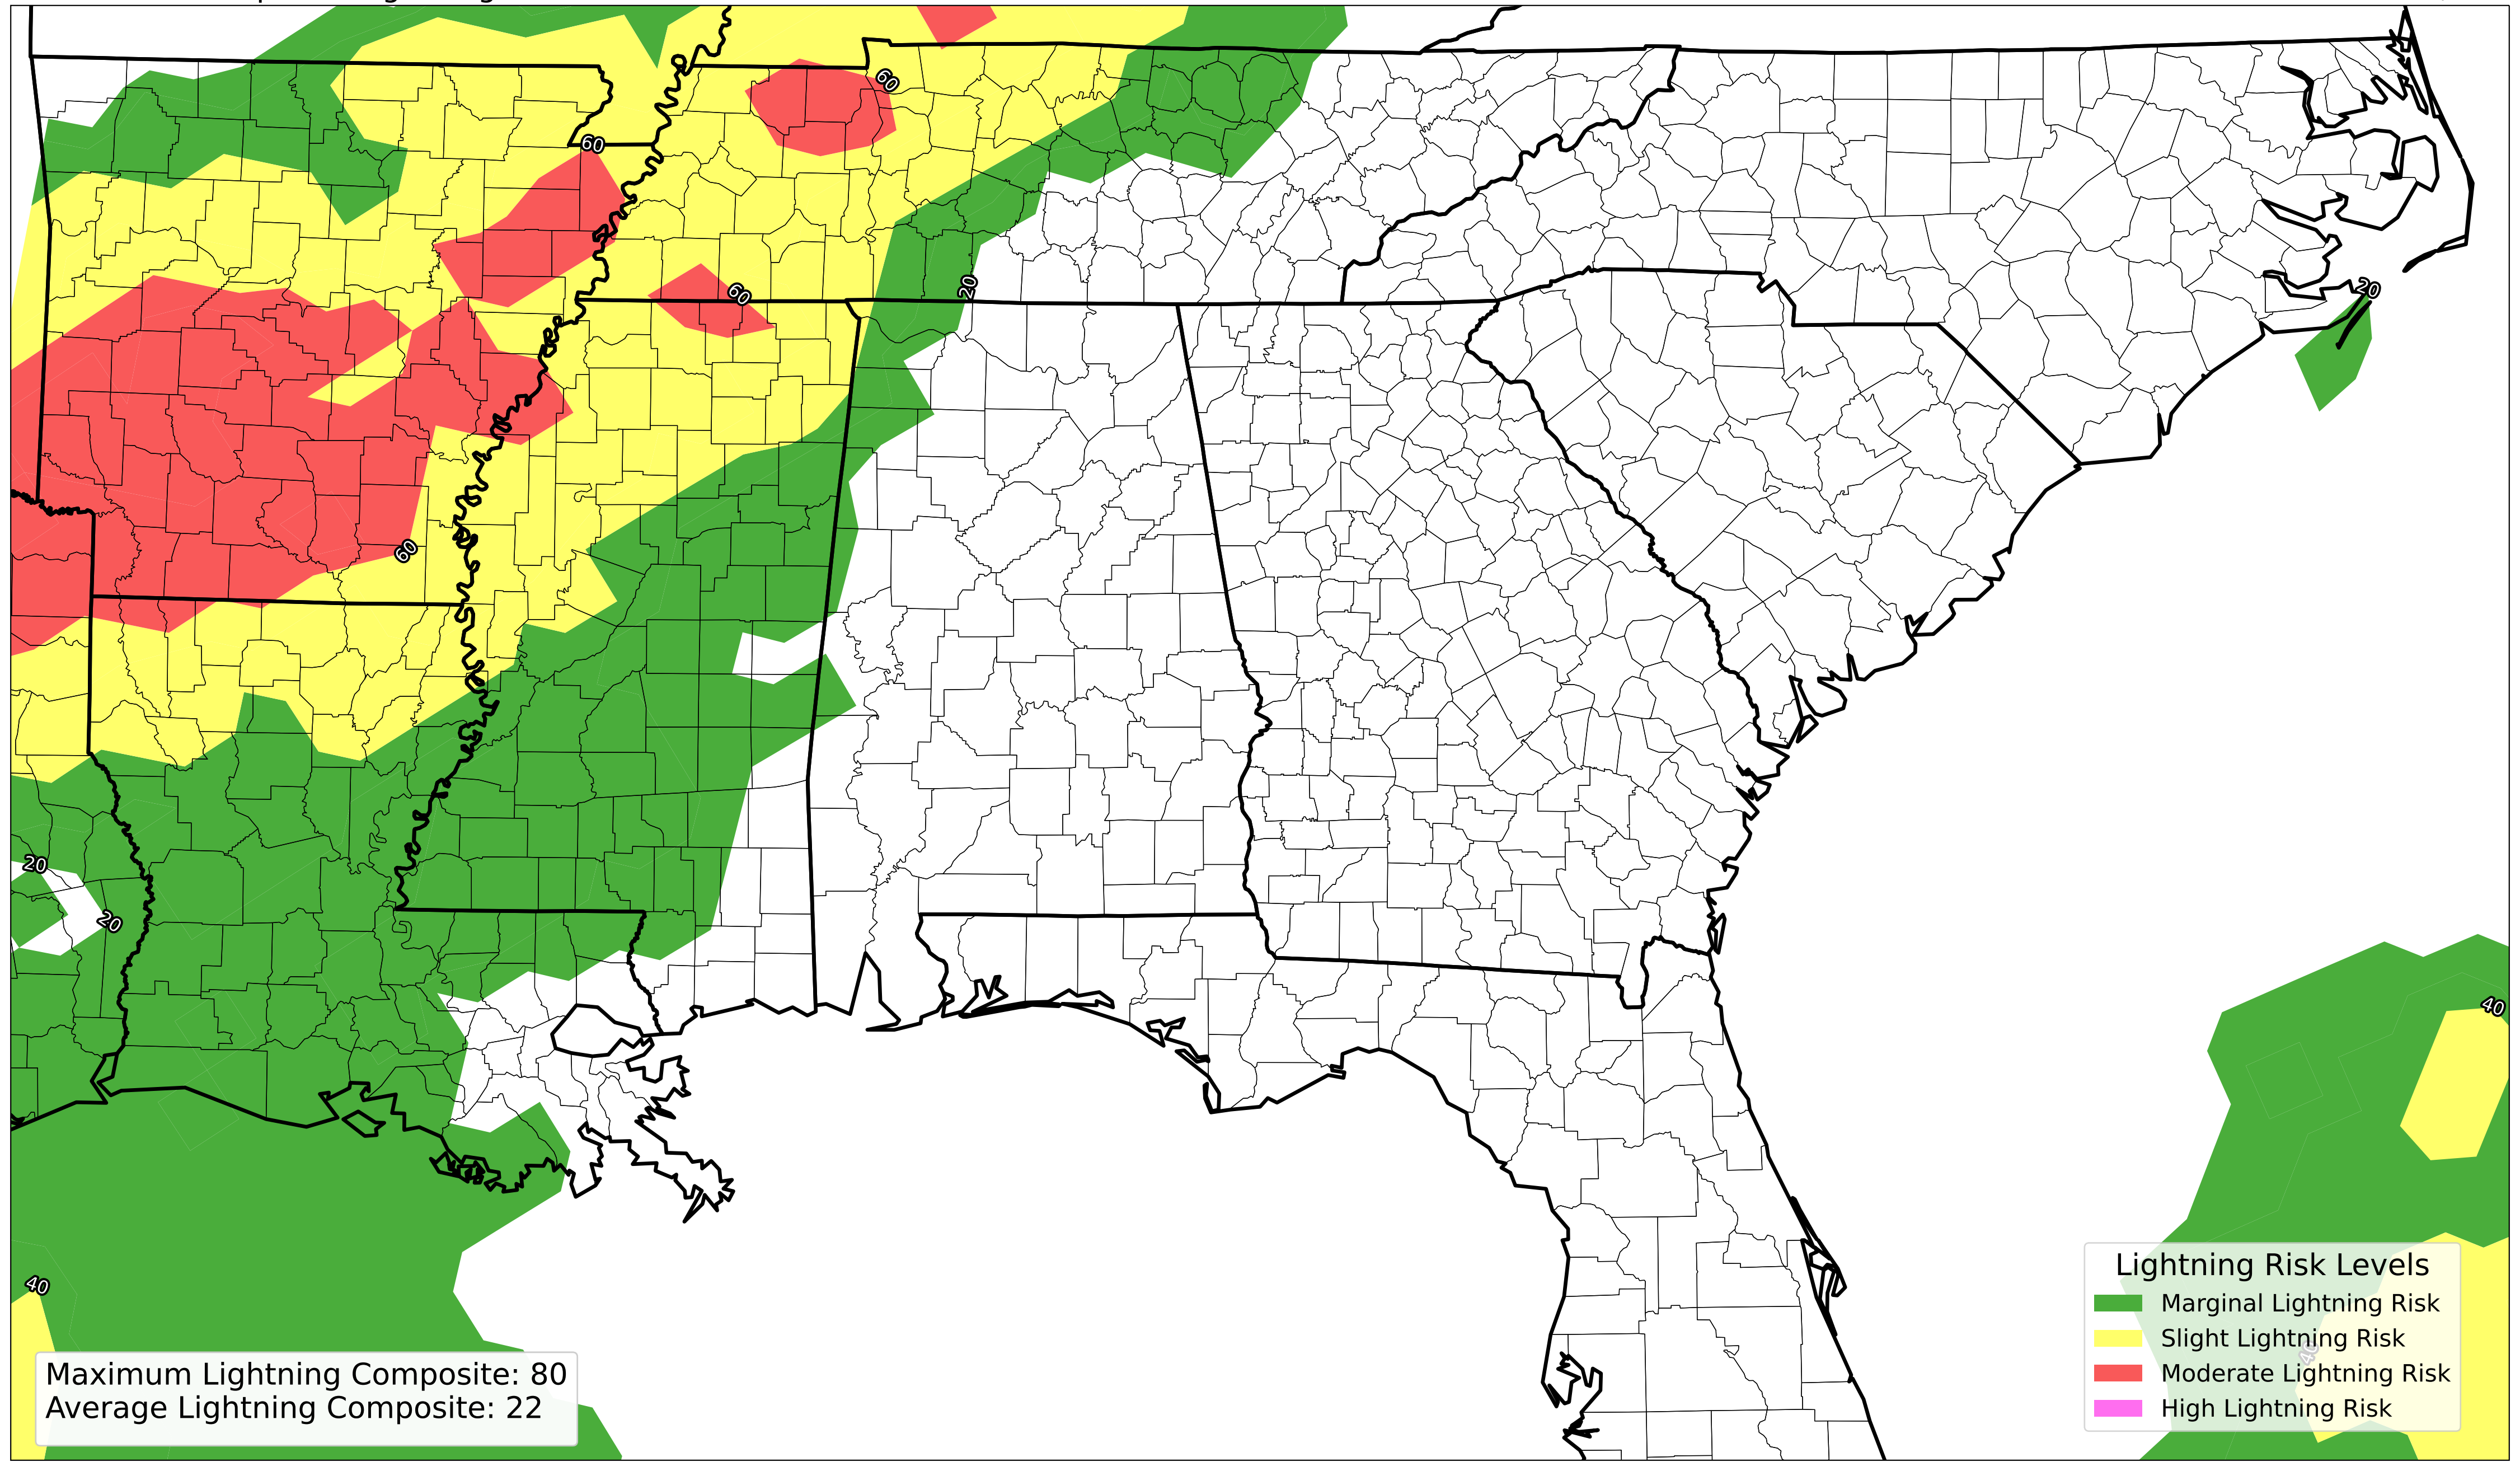 60
60
20
60
20
60
20
20
40
40
40
Lightning Risk Levels
Marginal Lightning Risk
Slight Lightning Risk
Moderate Lightning Risk
High Lightning Risk
Maximum Lightning Composite: 80
Average Lightning Composite: 22